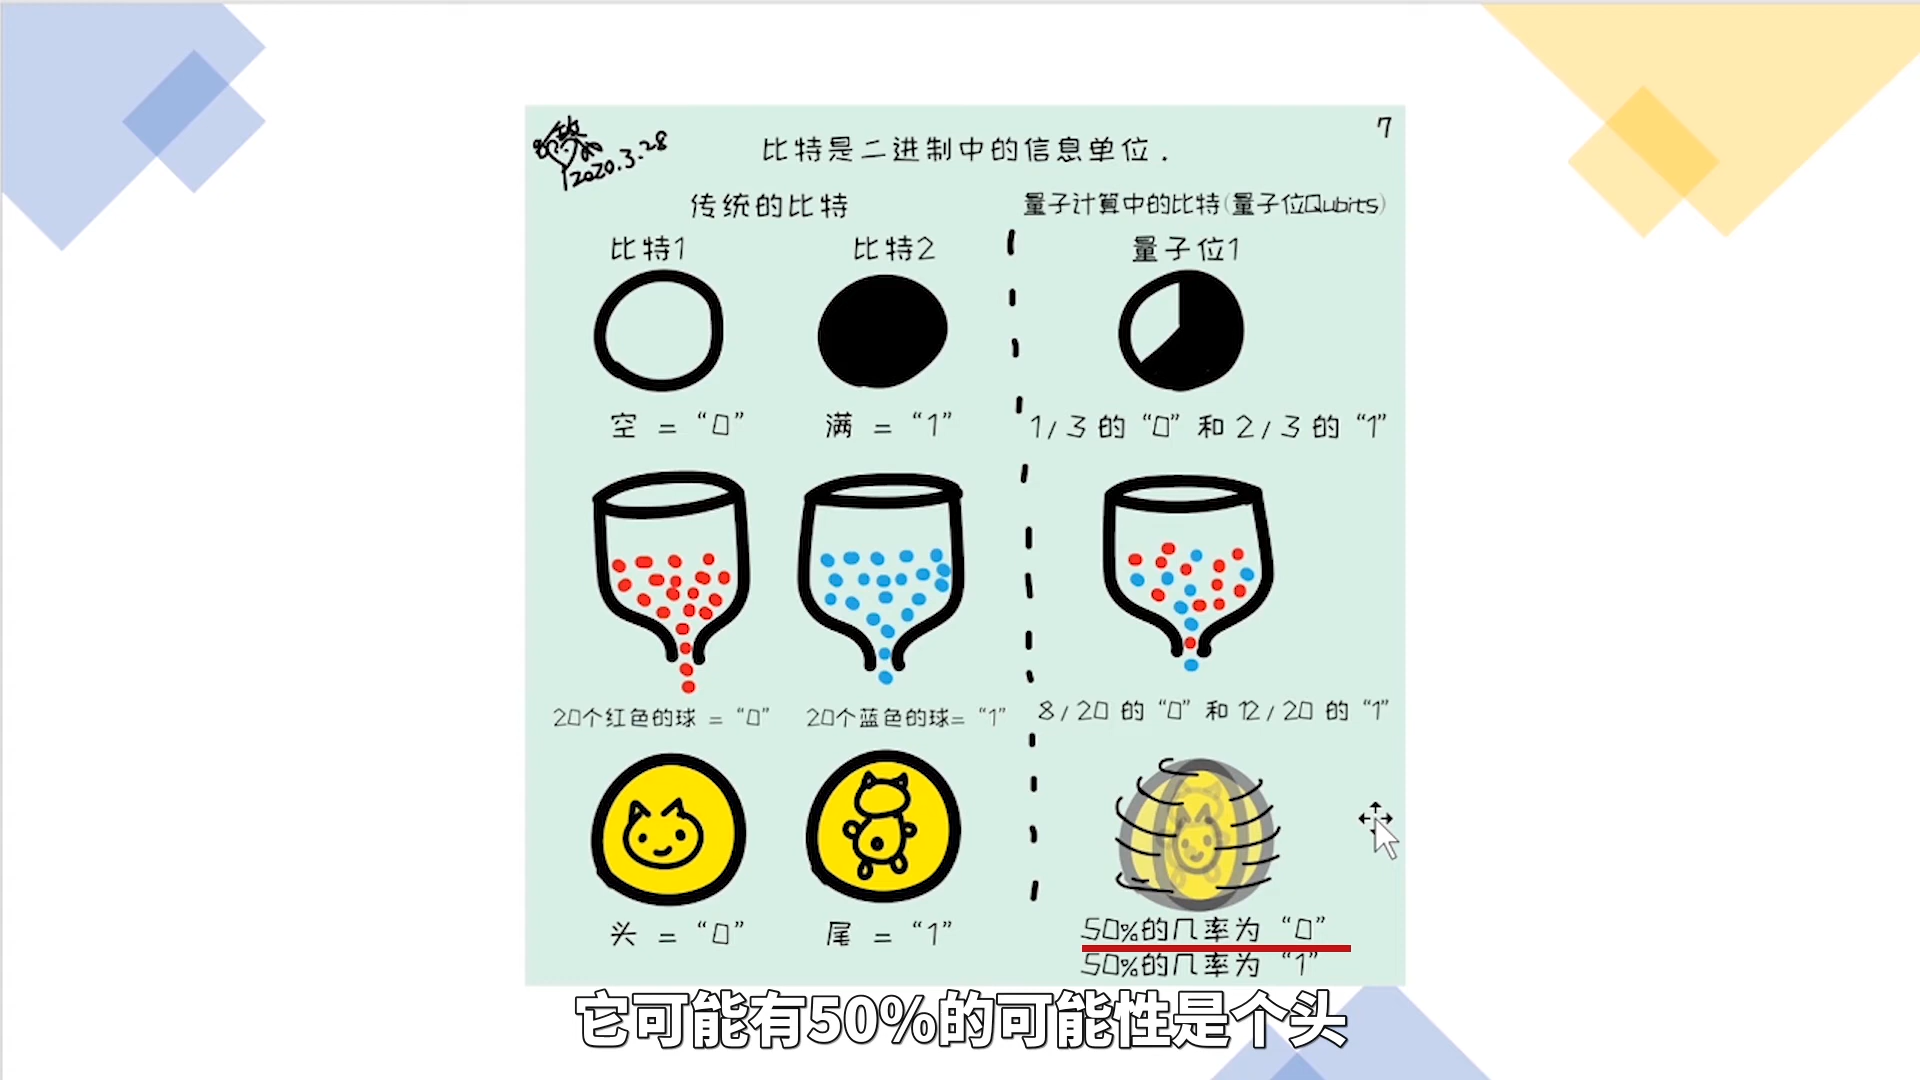 2020.3.28
7
比特是二进制中的信息单位.
传统的比特
量子计算中的比特(量子位Qubits)
比特1
比特2
量子位1
空 = “0”
满 = “1”
1/3 的 “0” 和 2/3 的 “1”
20个红色的球 = “0”
20个蓝色的球= “1”
8/20 的 “0” 和 12/20 的 “1”
头 = “0”
尾 = “1”
50%的几率为 “0”
50%的几率为 “1”
它可能有50%的可能性是个头